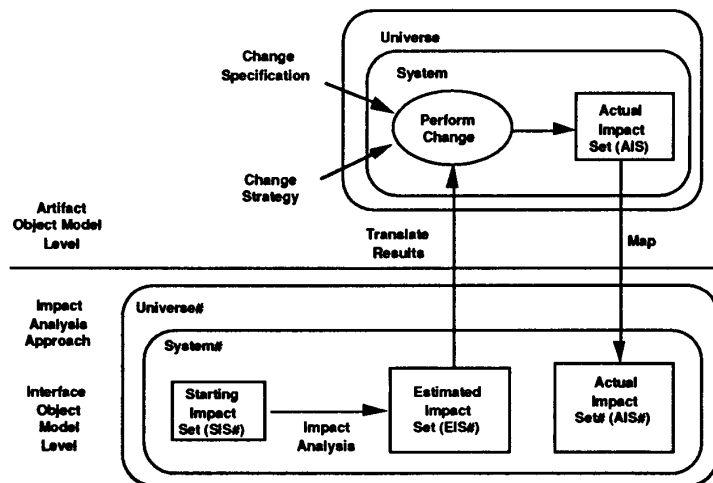 Universe
System
Change
Specification
Perform
Change
Actual
Impact
Set (AIS)
Change
Strategy
Artifact
Object Model
Level
Translate
Results
Map
Impact
Analysis
Approach
Universe#
System#
Interface
Object
Model
Level
Starting
Impact
Set (SIS#)
Impact
Analysis
Estimated
Impact
Set (EIS#)
Actual
Impact
Set# (AIS#)